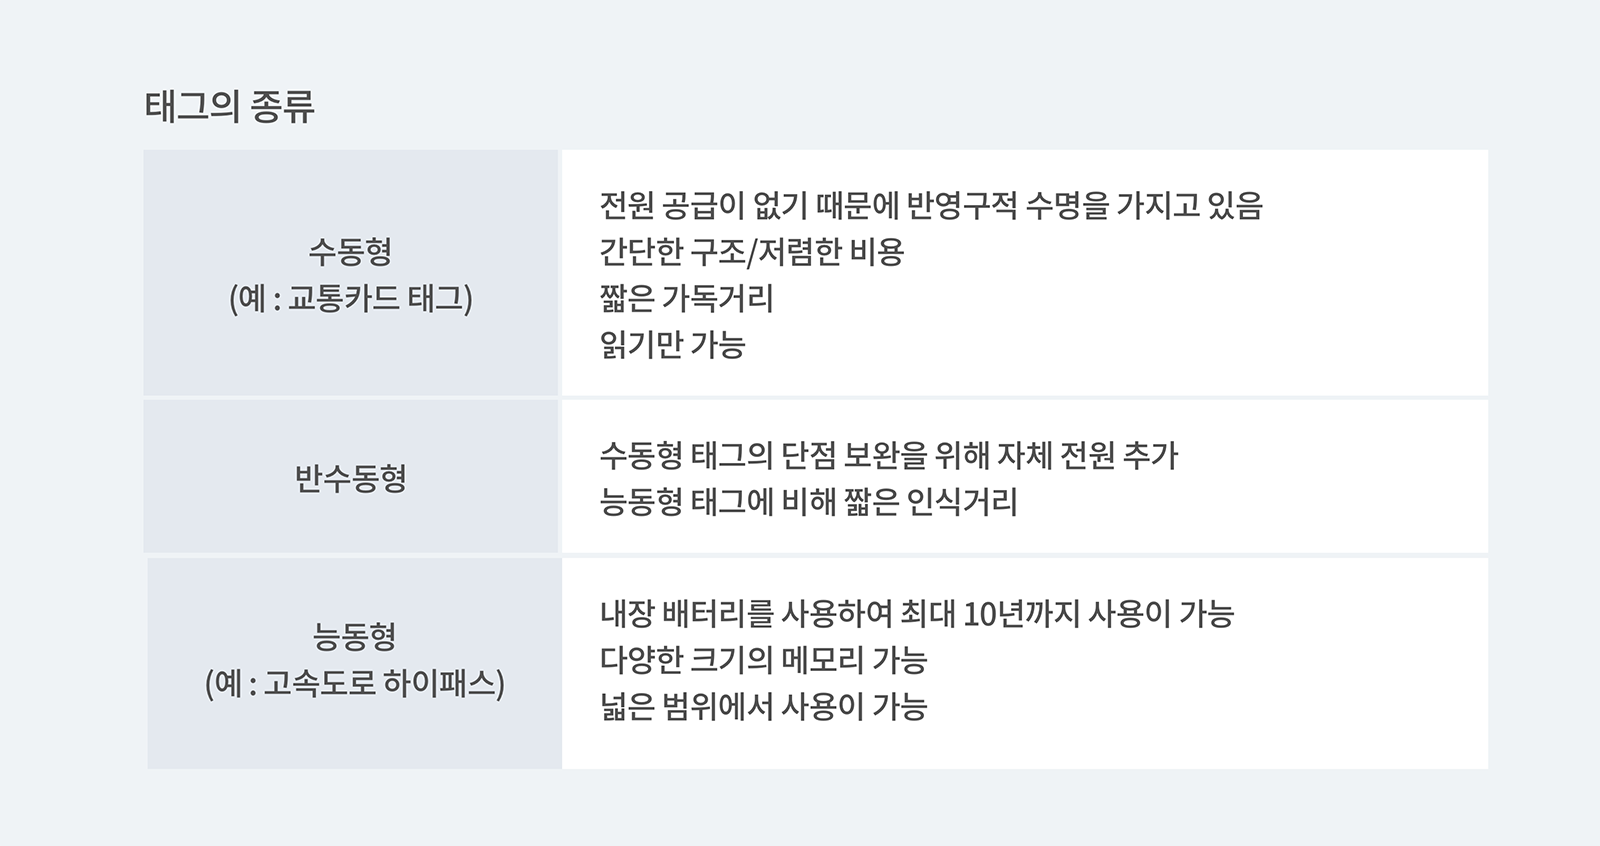 태그의 종류
수동형
(예 : 교통카드 태그)
전원 공급이 없기 때문에 반영구적 수명을 가지고 있음
간단한 구조/저렴한 비용
짧은 가독거리
읽기만 가능
반수동형
수동형 태그의 단점 보완을 위해 자체 전원 추가
능동형 태그에 비해 짧은 인식거리
능동형
(예 : 고속도로 하이패스)
내장 배터리를 사용하여 최대 10년까지 사용이 가능
다양한 크기의 메모리 가능
넓은 범위에서 사용이 가능